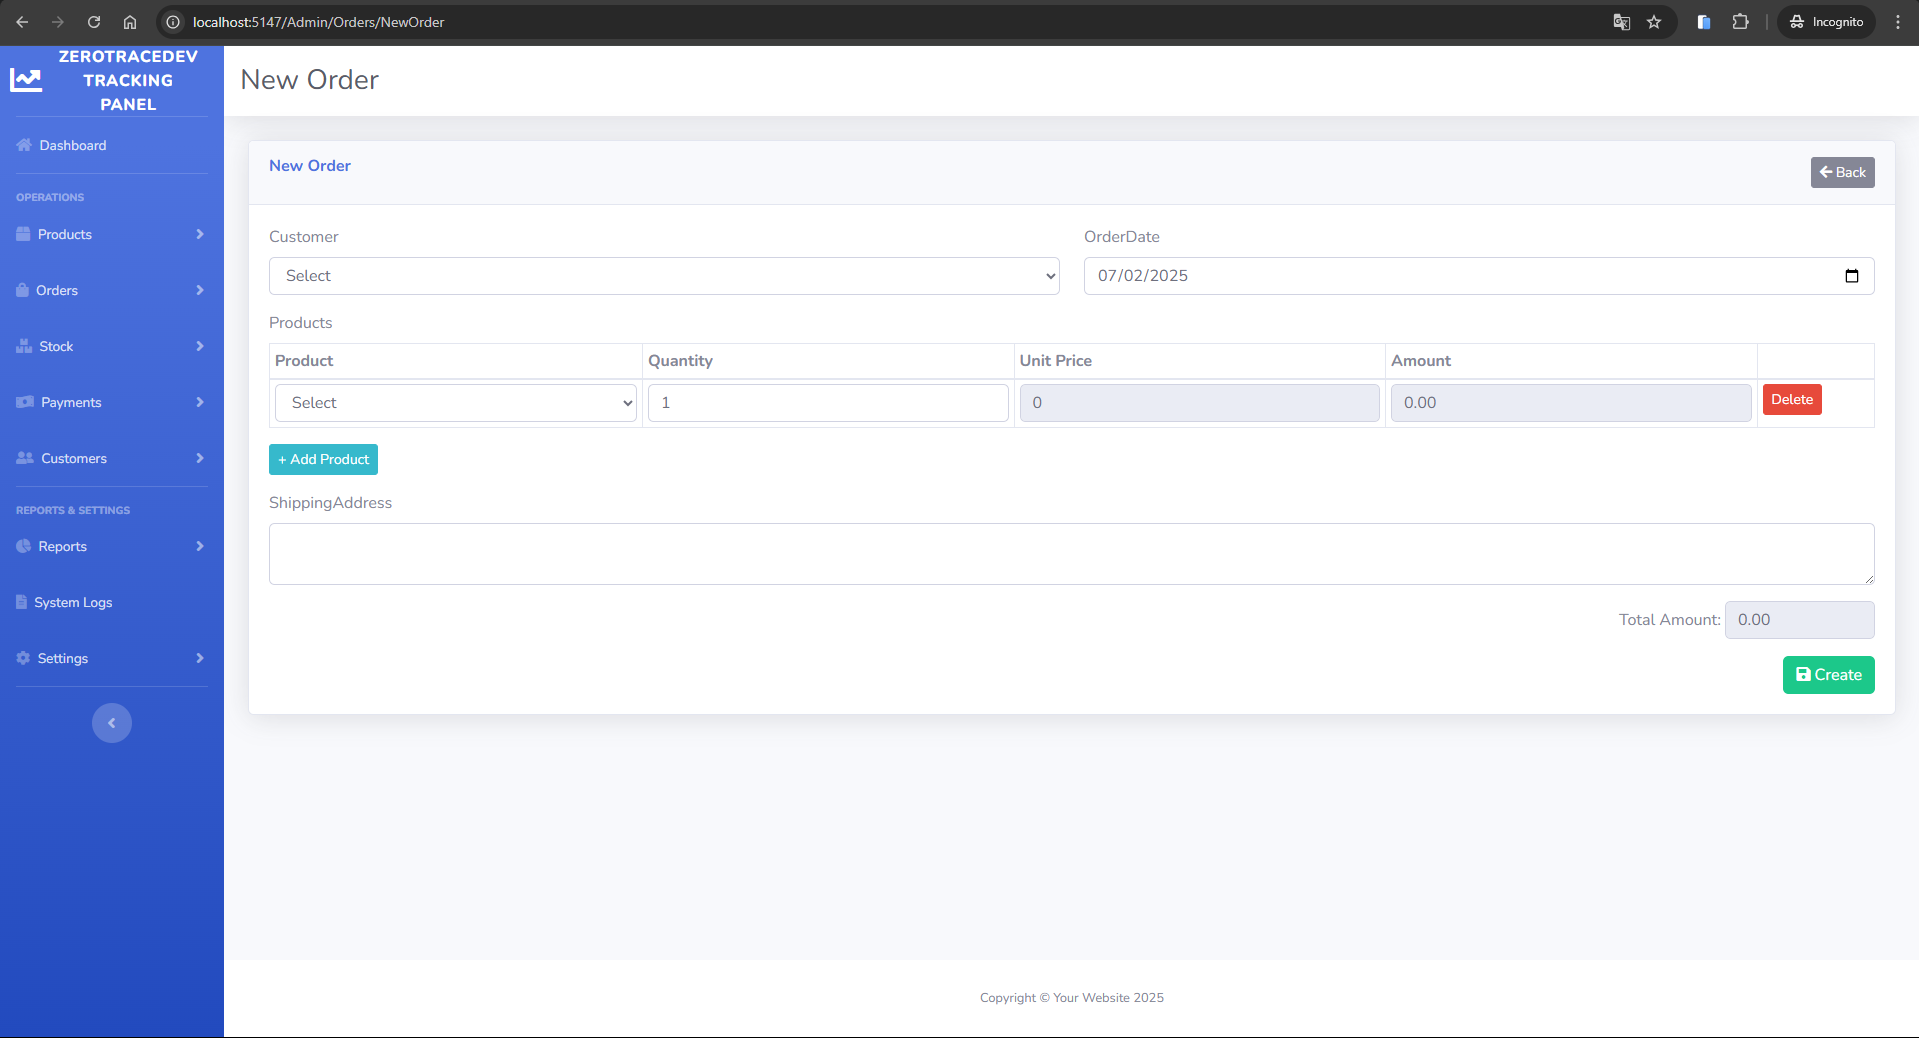 localhost:5147/Admin/Orders/NewOrder
Incognito
ZEROTRACEDEV
TRACKING
PANEL
Dashboard
OPERATIONS
Products
Orders
Stock
Payments
Customers
REPORTS & SETTINGS
Reports
System Logs
Settings
New Order
New Order
Back
Customer
OrderDate
Select
07/02/2025
Products
Product Quantity Unit Price Amount
Select 1 0 0.00 Delete
+ Add Product
ShippingAddress
Total Amount: 0.00
Create
Copyright © Your Website 2025